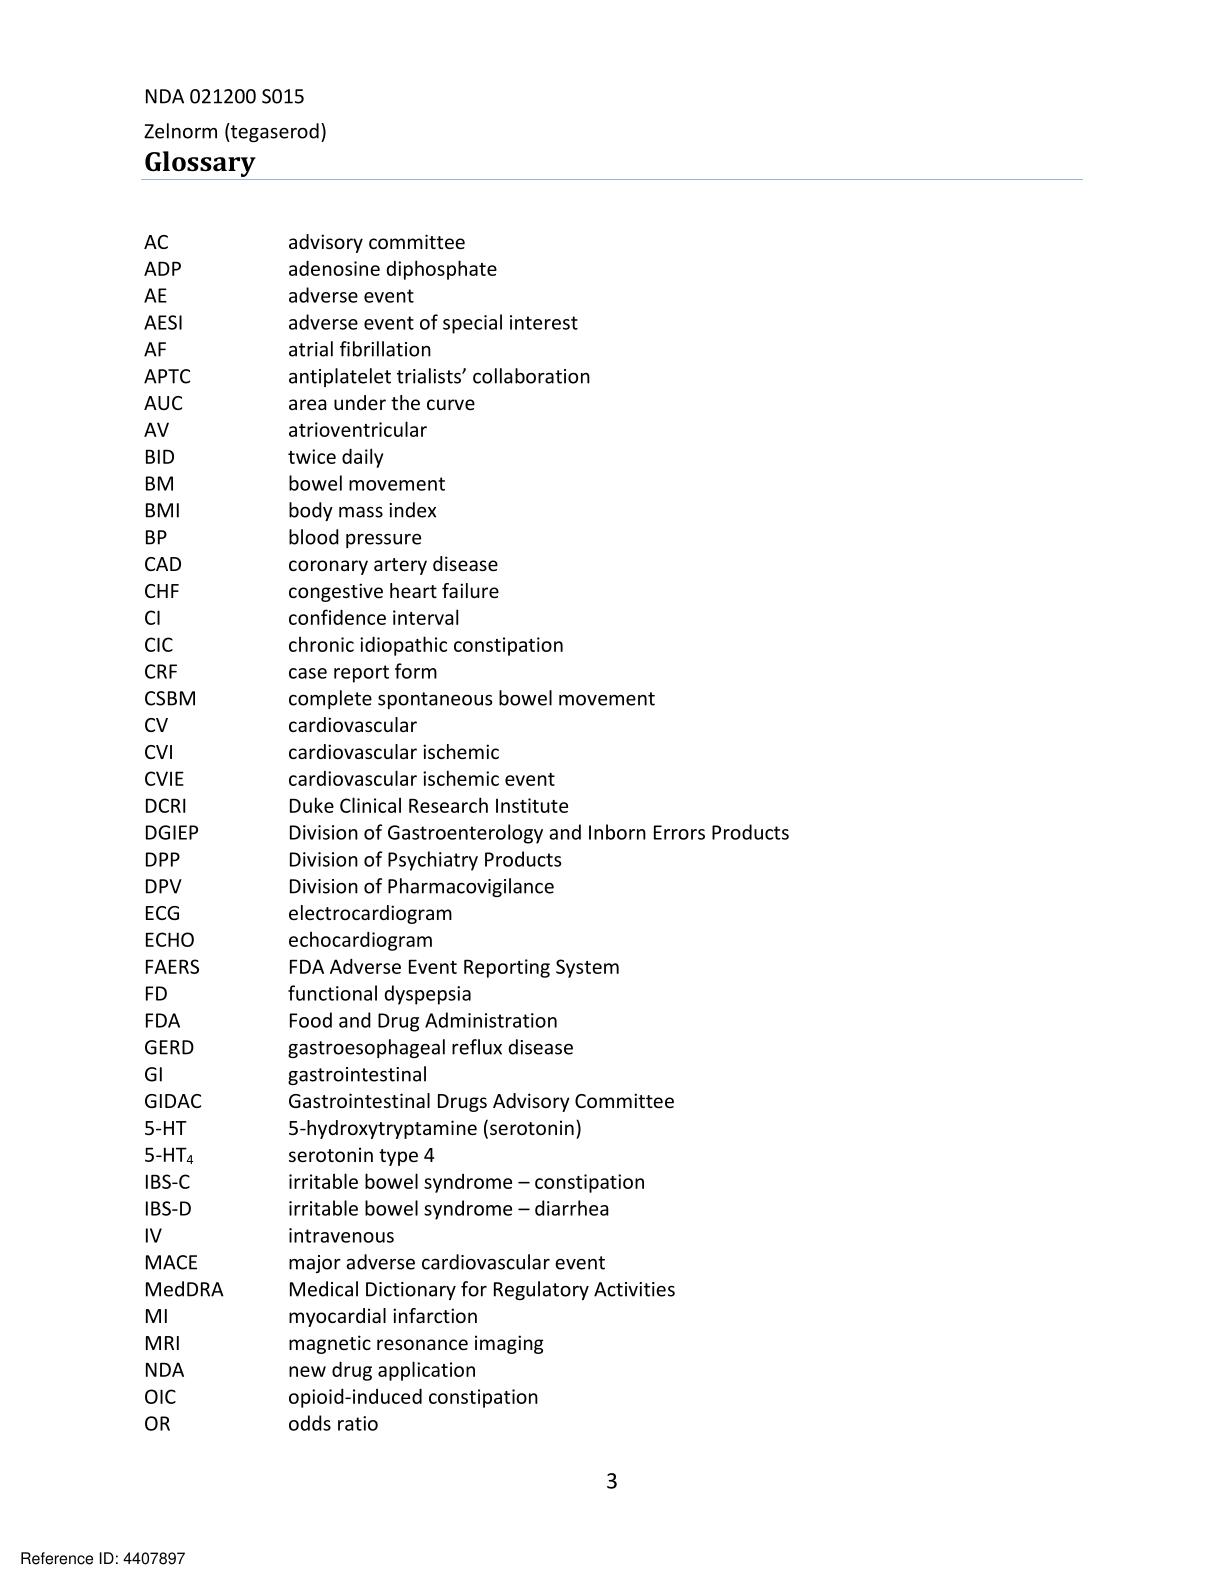 NDA 021200 S015
Zelnorm (tegaserod)
Glossary
AC advisory committee
ADP adenosine diphosphate
AE adverse event
AESI adverse event of special interest
AF atrial fibrillation
APTC antiplatelet trialists’ collaboration
AUC area under the curve
AV atrioventricular
BID twice daily
BM bowel movement
BMI body mass index
BP blood pressure
CAD coronary artery disease
CHF congestive heart failure
CI confidence interval
CIC chronic idiopathic constipation
CRF case report form
CSBM complete spontaneous bowel movement
CV cardiovascular
CVI cardiovascular ischemic
CVIE cardiovascular ischemic event
DCRI Duke Clinical Research Institute
DGIEP Division of Gastroenterology and Inborn Errors Products
DPP Division of Psychiatry Products
DPV Division of Pharmacovigilance
ECG electrocardiogram
ECHO echocardiogram
FAERS FDA Adverse Event Reporting System
FD functional dyspepsia
FDA Food and Drug Administration
GERD gastroesophageal reflux disease
GI gastrointestinal
GIDAC Gastrointestinal Drugs Advisory Committee
5-HT 5-hydroxytryptamine (serotonin)
5-HT₄ serotonin type 4
IBS-C irritable bowel syndrome – constipation
IBS-D irritable bowel syndrome – diarrhea
IV intravenous
MACE major adverse cardiovascular event
MedDRA Medical Dictionary for Regulatory Activities
MI myocardial infarction
MRI magnetic resonance imaging
NDA new drug application
OIC opioid-induced constipation
OR odds ratio
3
Reference ID: 4407897